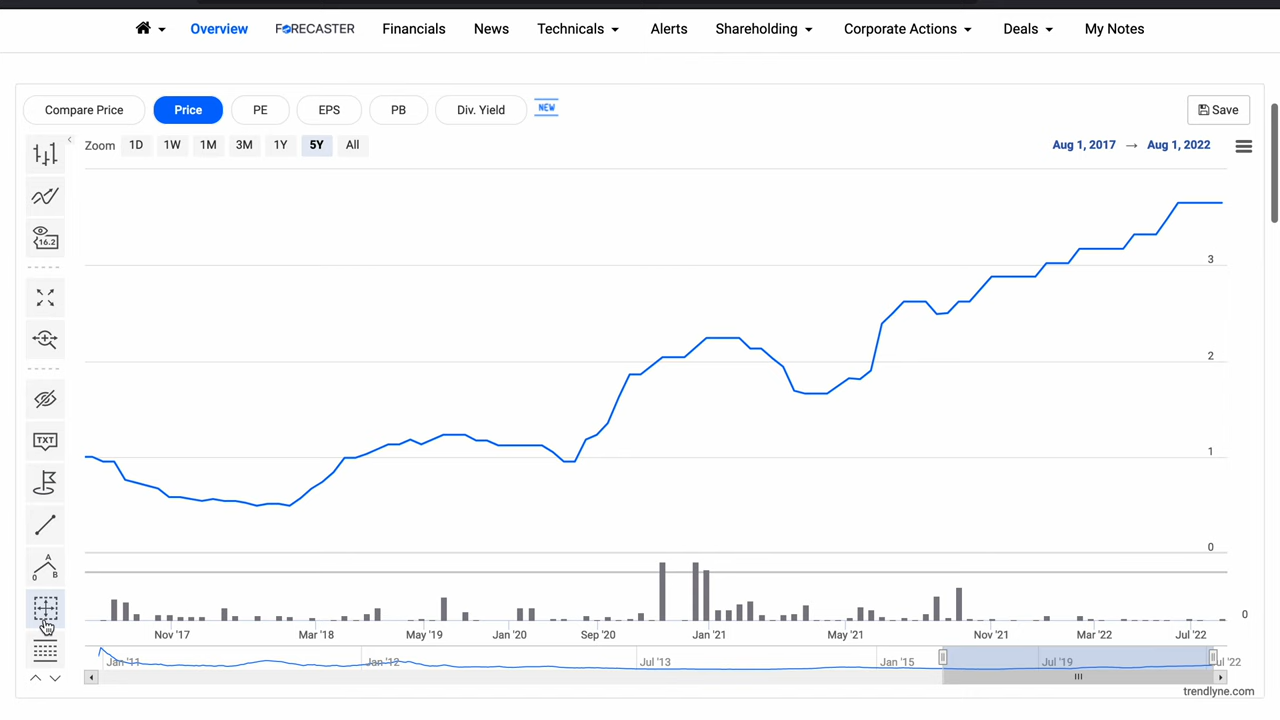 Overview FORECASTER Financials News Technicals Alerts Shareholding Corporate Actions Deals My Notes
Compare Price Price PE EPS PB Div. Yield NEW Save
Zoom 1D 1W 1M 3M 1Y 5Y All Aug 1, 2017 → Aug 1, 2022
16.2
3
2
TXT
1
0
A
0 B
0
Nov '17 Mar '18 May '19 Jan '20 Sep '20 Jan '21 May '21 Nov '21 Mar '22 Jul '22
Jan '11 Jan '12 Jul '13 Jan '15 Jul '19 Jul '22
trendlyne.com